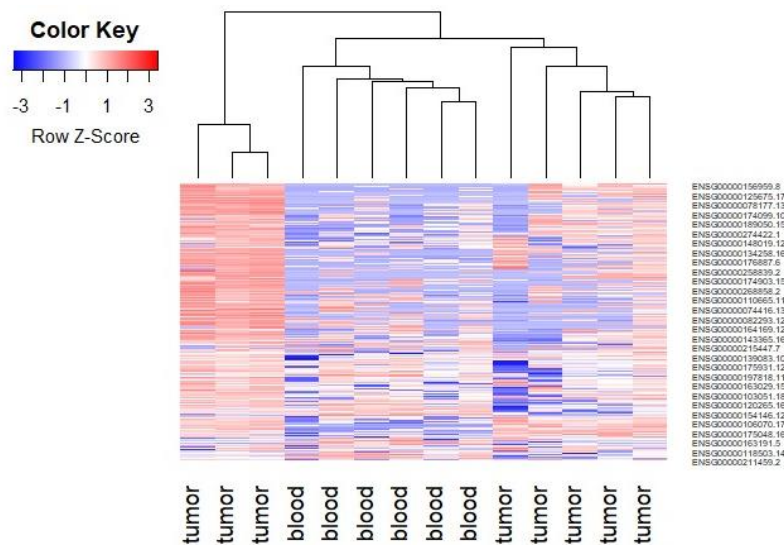 Color Key
-3 -1 1 3
Row Z-Score
ENSG00000156959.8
ENSG00000125675.17
ENSG00000078177.13
ENSG00000174099.10
ENSG00000189050.15
ENSG00000274422.1
ENSG00000148019.12
ENSG00000134258.16
ENSG00000176887.6
ENSG00000258839.2
ENSG00000174903.15
ENSG00000268858.2
ENSG00000110665.11
ENSG00000074416.13
ENSG00000082293.12
ENSG00000164169.12
ENSG00000143365.16
ENSG00000215447.7
ENSG00000139083.10
ENSG00000175931.12
ENSG00000197818.11
ENSG00000163029.15
ENSG00000103051.18
ENSG00000120265.16
ENSG00000154146.12
ENSG00000106070.17
ENSG00000175048.16
ENSG00000163191.5
ENSG00000118503.14
ENSG00000211459.2
tumor tumor tumor blood blood blood blood blood blood tumor tumor tumor tumor tumor